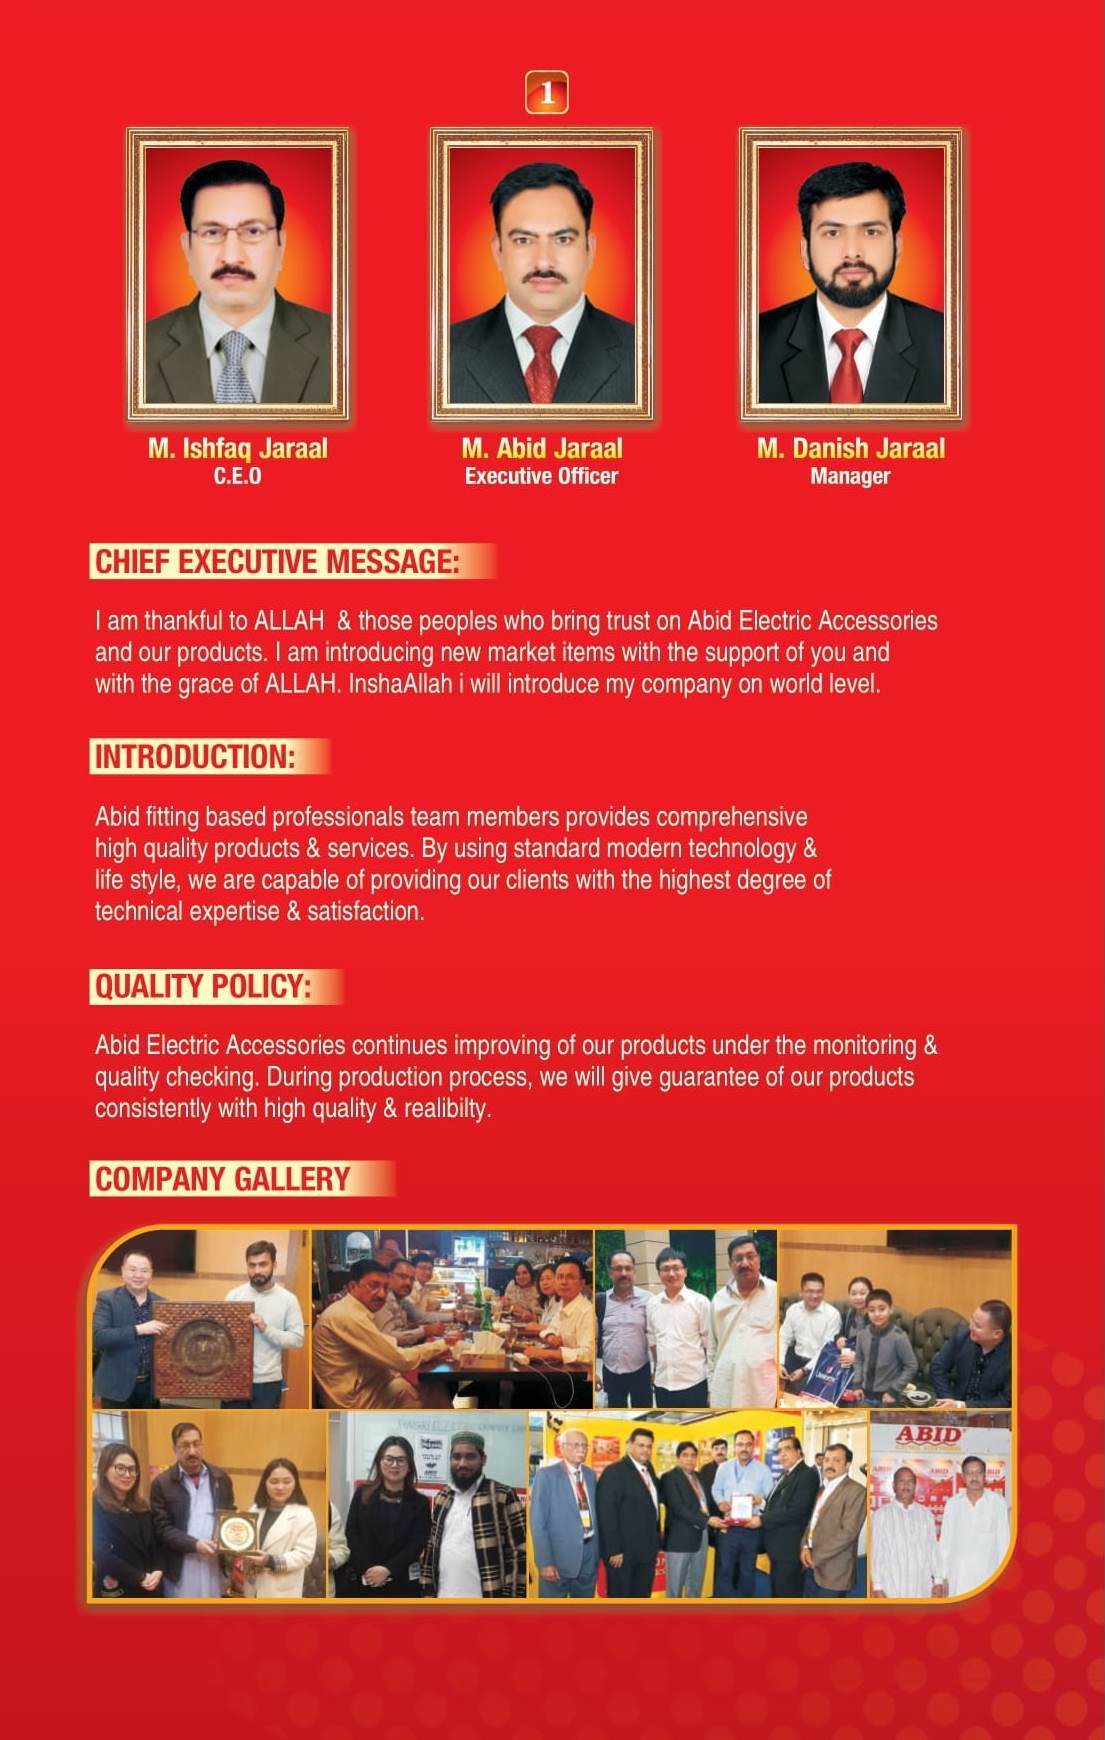 1
M. Ishfaq Jaraal
C.E.O
M. Abid Jaraal
Executive Officer
M. Danish Jaraal
Manager
CHIEF EXECUTIVE MESSAGE:
I am thankful to ALLAH & those peoples who bring trust on Abid Electric Accessories
and our products. I am introducing new market items with the support of you and
with the grace of ALLAH. InshaAllah i will introduce my company on world level.
INTRODUCTION:
Abid fitting based professionals team members provides comprehensive
high quality products & services. By using standard modern technology &
life style, we are capable of providing our clients with the highest degree of
technical expertise & satisfaction.
QUALITY POLICY:
Abid Electric Accessories continues improving of our products under the monitoring &
quality checking. During production process, we will give guarantee of our products
consistently with high quality & realibilty.
COMPANY GALLERY
ABID
ABID
ABID
ABID